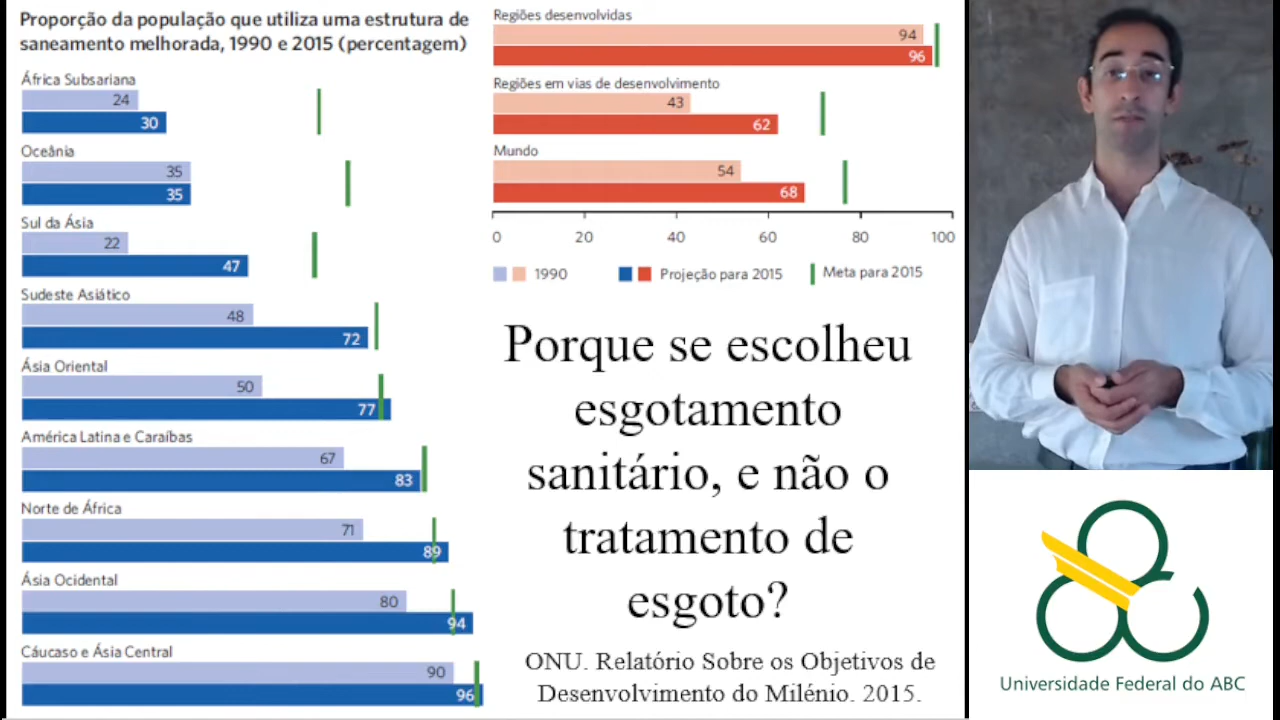 Proporção da população que utiliza uma estrutura de
saneamento melhorada, 1990 e 2015 (percentagem)
África Subsariana
24
30
Oceânia
35
35
Sul da Ásia
22
47
Sudeste Asiático
48
72
Ásia Oriental
50
77
América Latina e Caraíbas
67
83
Norte de África
71
89
Ásia Ocidental
80
94
Cáucaso e Ásia Central
90
96
Regiões desenvolvidas
94
96
Regiões em vias de desenvolvimento
43
62
Mundo
54
68
0 20 40 60 80 100
1990 Projeção para 2015 Meta para 2015
Porque se escolheu
esgotamento
sanitário, e não o
tratamento de
esgoto?
ONU. Relatório Sobre os Objetivos de
Desenvolvimento do Milénio. 2015.
Universidade Federal do ABC